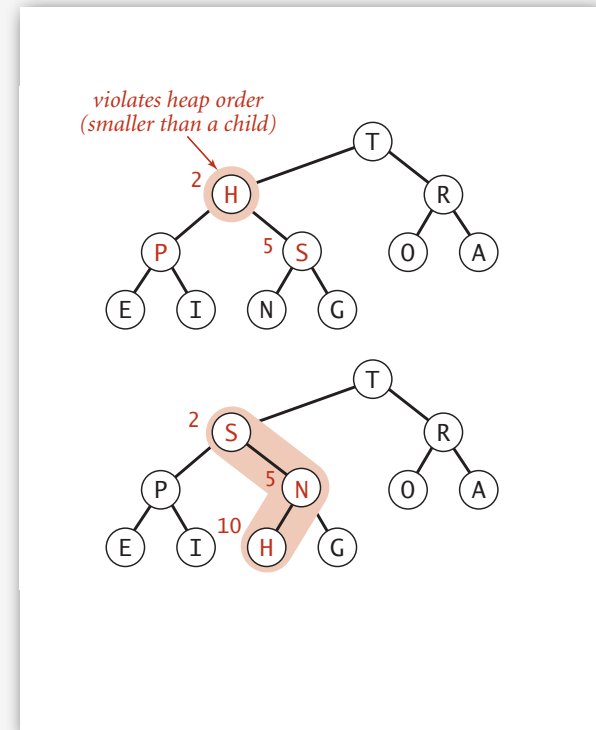 violates heap order
(smaller than a child)
T
2 H R
P 5 S O A
E I N G
T
2 S R
P 5 N O A
E I 10 H G